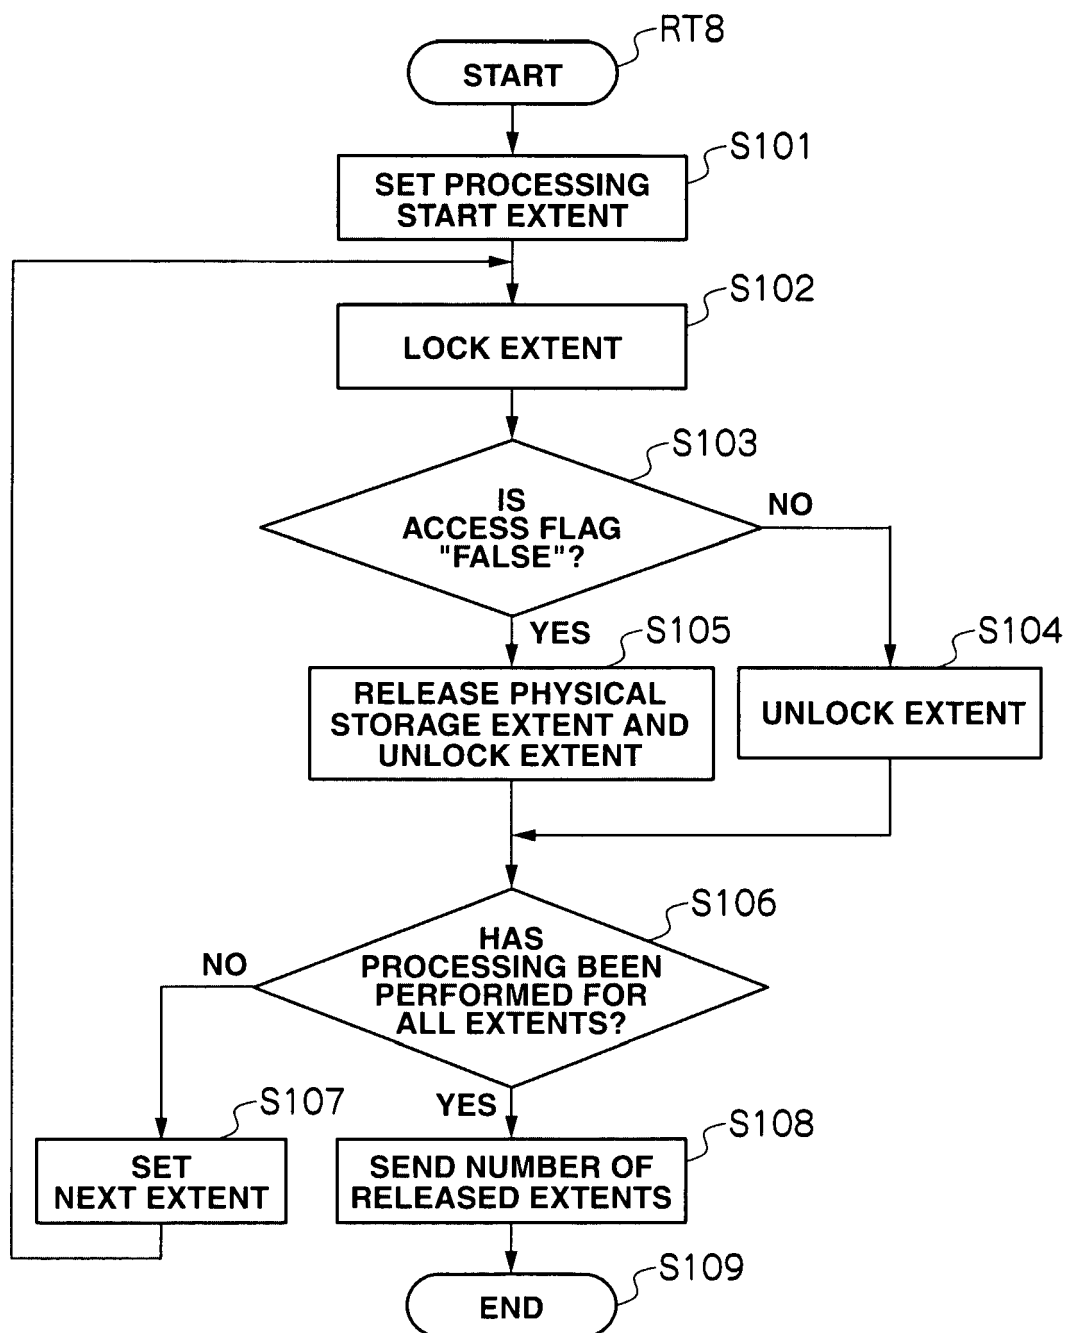 RT8
START
S101
SET PROCESSING
START EXTENT
S102
LOCK EXTENT
S103
IS
ACCESS FLAG
"FALSE"?
NO
YES
S105
S104
RELEASE PHYSICAL
STORAGE EXTENT AND
UNLOCK EXTENT
UNLOCK EXTENT
S106
HAS
PROCESSING BEEN
PERFORMED FOR
ALL EXTENTS?
NO
YES
S107
S108
SET
NEXT EXTENT
SEND NUMBER OF
RELEASED EXTENTS
S109
END